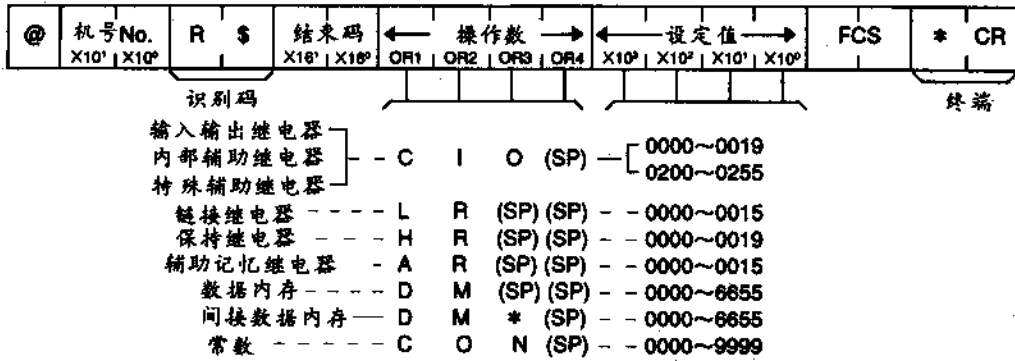 @ 机号No. R $ 结束码 操作数 设定值 FCS * CR
X10¹ X10⁰ X16¹ X16⁰ OR1 OR2 OR3 OR4 X10³ X10² X10¹ X10⁰
识别码 终端
输入输出继电器
内部辅助继电器 C I O (SP) 0000~0019
特殊辅助继电器 0200~0255
链接继电器 L R (SP) (SP) 0000~0015
保持继电器 H R (SP) (SP) 0000~0019
辅助记忆继电器 A R (SP) (SP) 0000~0015
数据内存 D M (SP) (SP) 0000~6655
间接数据内存 D M * (SP) 0000~6655
常数 C O N (SP) 0000~9999